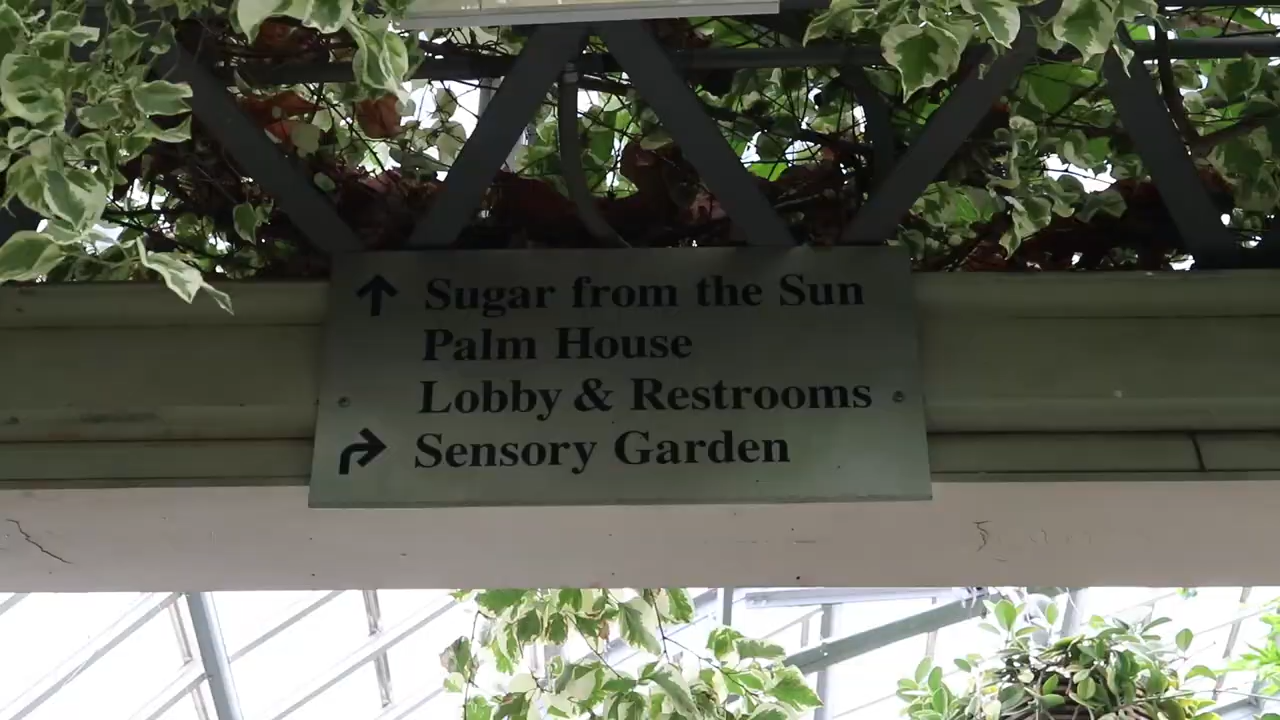 ↑ Sugar from the Sun
Palm House
Lobby & Restrooms
↱ Sensory Garden